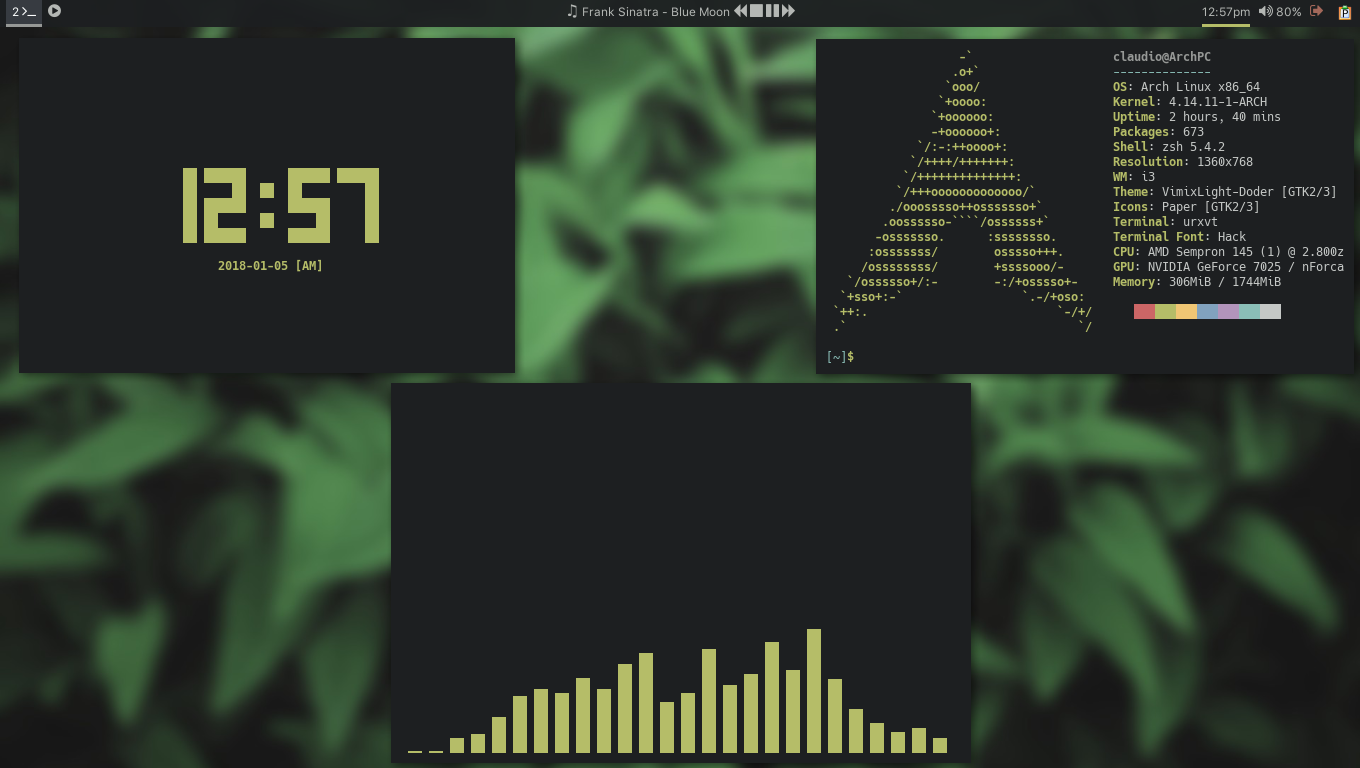 2 >_
♫ Frank Sinatra - Blue Moon
12:57pm
80%
12:57
2018-01-05 [AM]
claudio@ArchPC
--------------
OS: Arch Linux x86_64
Kernel: 4.14.11-1-ARCH
Uptime: 2 hours, 40 mins
Packages: 673
Shell: zsh 5.4.2
Resolution: 1360x768
WM: i3
Theme: VimixLight-Doder [GTK2/3]
Icons: Paper [GTK2/3]
Terminal: urxvt
Terminal Font: Hack
CPU: AMD Sempron 145 (1) @ 2.800z
GPU: NVIDIA GeForce 7025 / nForca
Memory: 306MiB / 1744MiB
[~]$